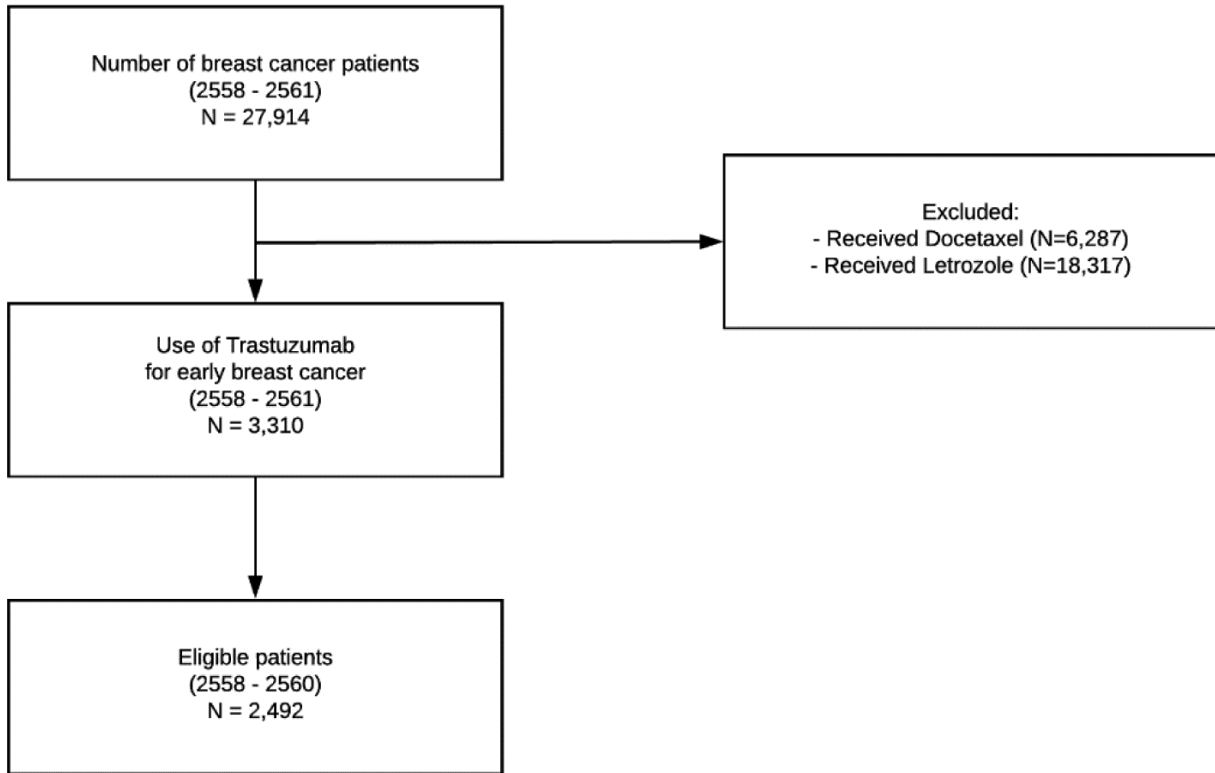 Number of breast cancer patients
(2558 - 2561)
N = 27,914
Excluded:
- Received Docetaxel (N=6,287)
- Received Letrozole (N=18,317)
Use of Trastuzumab
for early breast cancer
(2558 - 2561)
N = 3,310
Eligible patients
(2558 - 2560)
N = 2,492